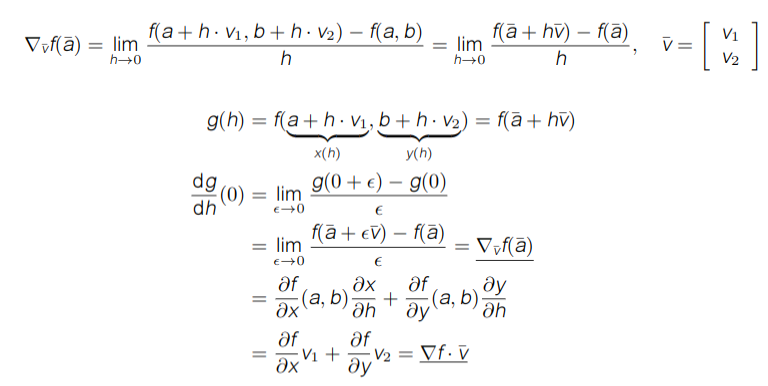 ∇_v̄ f(ā) = lim_{h→0} (f(a + h · v₁, b + h · v₂) − f(a, b)) / h = lim_{h→0} (f(ā + hv̄) − f(ā)) / h, v̄ = [v₁ v₂]
g(h) = f(a + h · v₁, b + h · v₂) = f(ā + hv̄)
x(h) y(h)
dg/dh (0) = lim_{ϵ→0} (g(0 + ϵ) − g(0)) / ϵ
= lim_{ϵ→0} (f(ā + ϵv̄) − f(ā)) / ϵ = ∇_v̄ f(ā)
= ∂f/∂x (a, b) ∂x/∂h + ∂f/∂y (a, b) ∂y/∂h
= ∂f/∂x v₁ + ∂f/∂y v₂ = ∇f · v̄